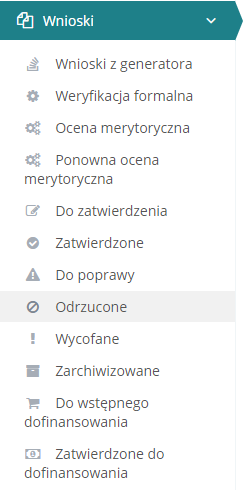 Wnioski
Wnioski z generatora
Weryfikacja formalna
Ocena merytoryczna
Ponowna ocena
merytoryczna
Do zatwierdzenia
Zatwierdzone
Do poprawy
Odrzucone
Wycofane
Zarchiwizowane
Do wstępnego
dofinansowania
Zatwierdzone do
dofinansowania